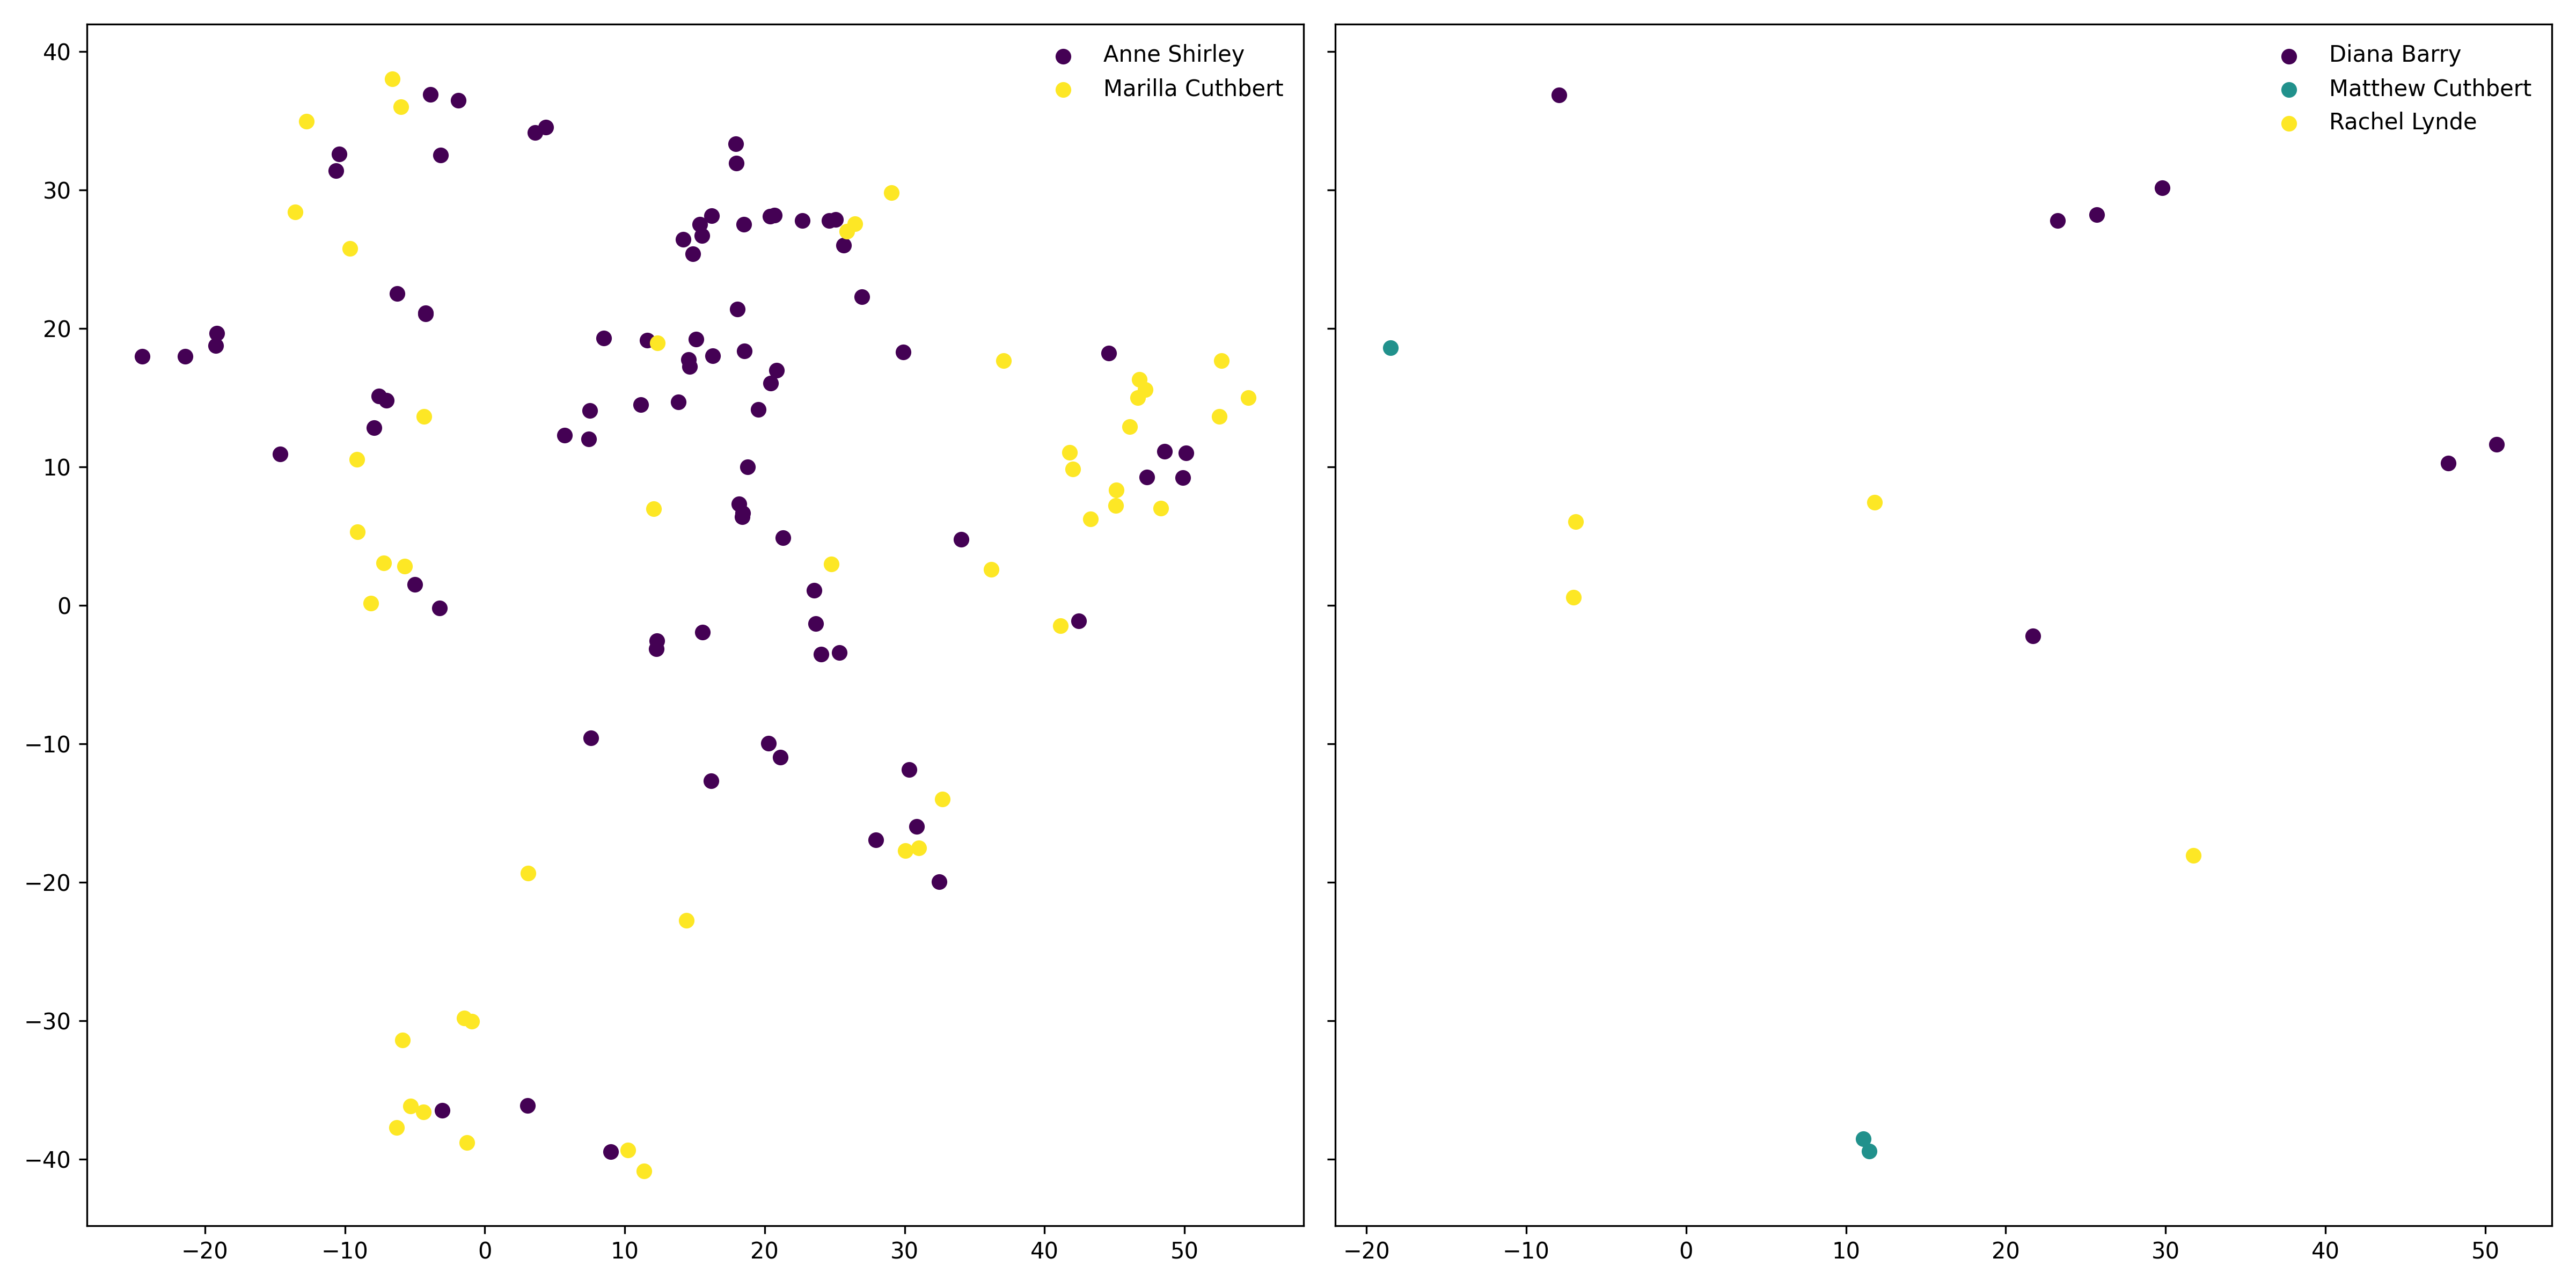 Anne Shirley
Marilla Cuthbert
40
30
20
10
0
−10
−20
−30
−40
−20 −10 0 10 20 30 40 50
Diana Barry
Matthew Cuthbert
Rachel Lynde
−20 −10 0 10 20 30 40 50